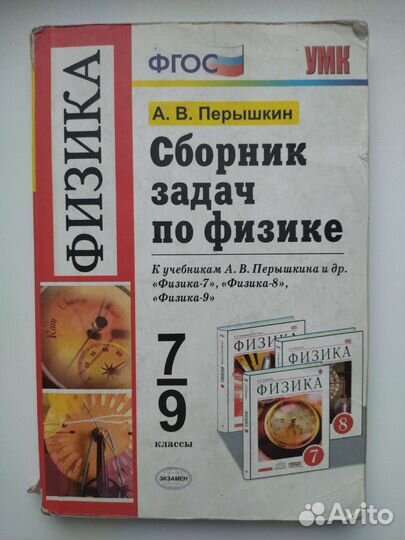 ФИЗИКА
ФГОС
УМК
А. В. Перышкин
Сборник
задач
по физике
К учебникам А. В. Перышкина и др.
«Физика-7», «Физика-8»,
«Физика-9»
7
9
классы
ФИЗИКА
ФИЗИКА
8
ФИЗИКА
7
ЭКЗАМЕН
Avito